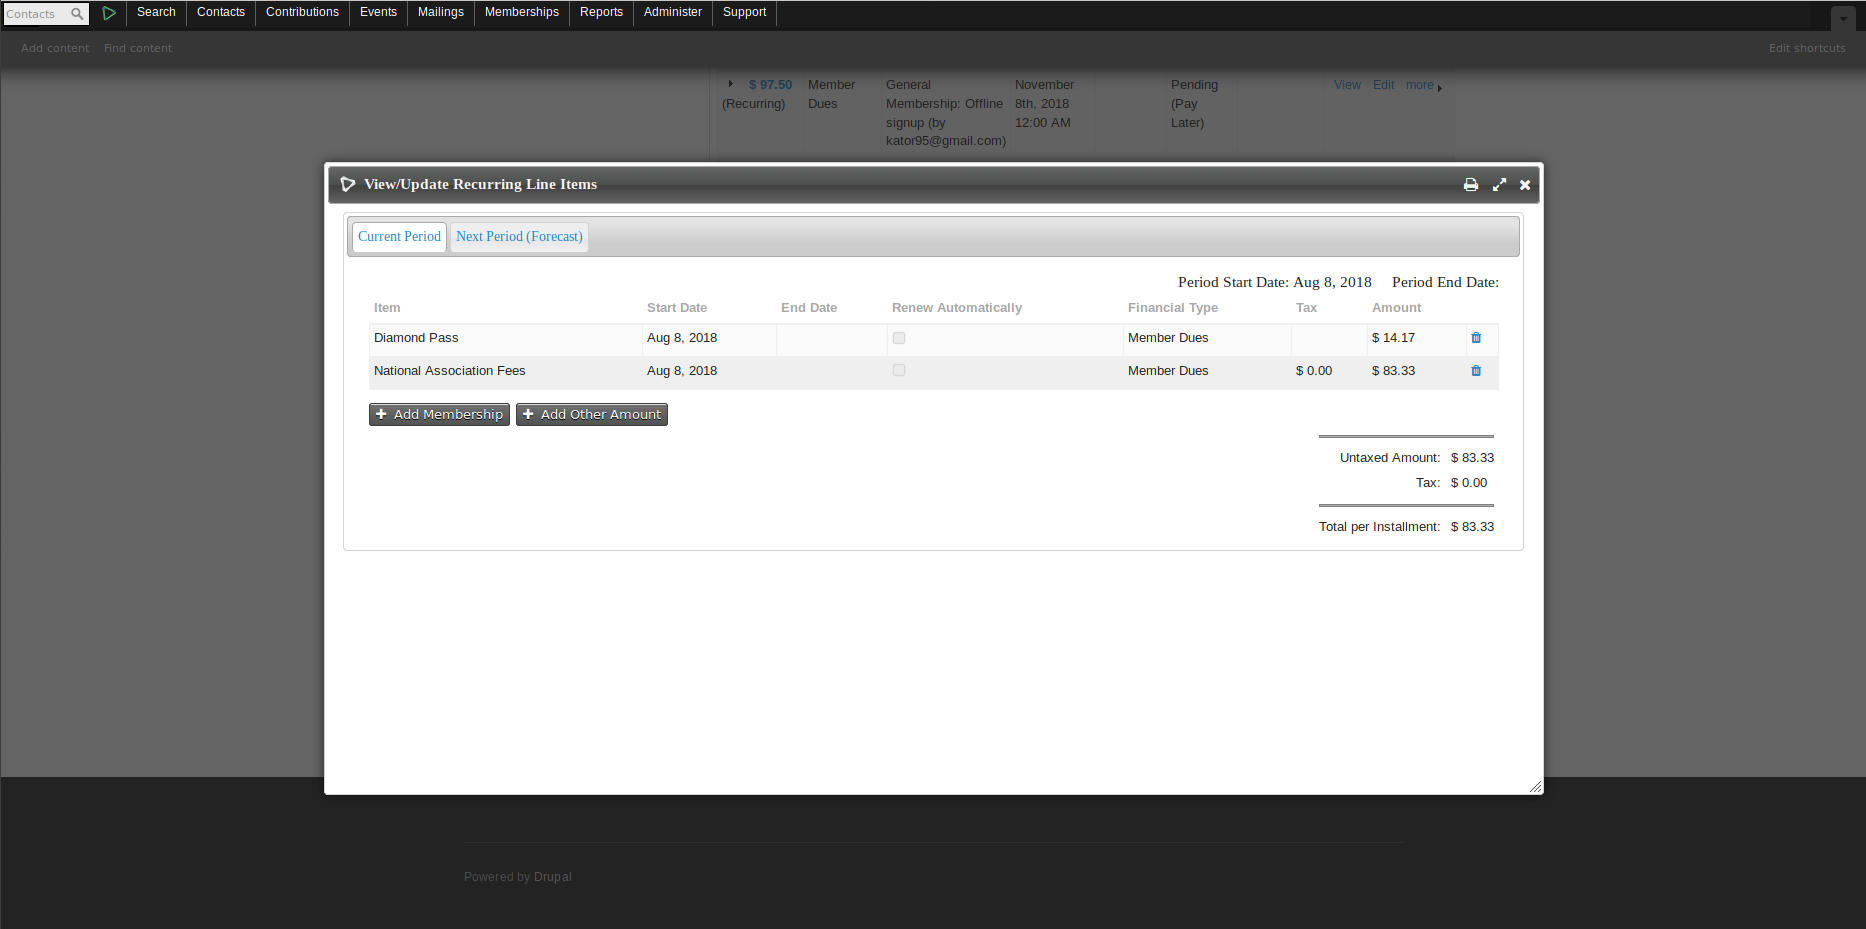 Contacts
Search Contacts Contributions Events Mailings Memberships Reports Administer Support
Add content Find content Edit shortcuts
$ 97.50 Member General November Pending View Edit more
(Recurring) Dues Membership: Offline 8th, 2018 (Pay
signup (by 12:00 AM Later)
kator95@gmail.com)
View/Update Recurring Line Items
Current Period Next Period (Forecast)
Period Start Date: Aug 8, 2018 Period End Date:
Item Start Date End Date Renew Automatically Financial Type Tax Amount
Diamond Pass Aug 8, 2018 Member Dues $ 14.17
National Association Fees Aug 8, 2018 Member Dues $ 0.00 $ 83.33
Add Membership Add Other Amount
Untaxed Amount: $ 83.33
Tax: $ 0.00
Total per Installment: $ 83.33
Powered by Drupal